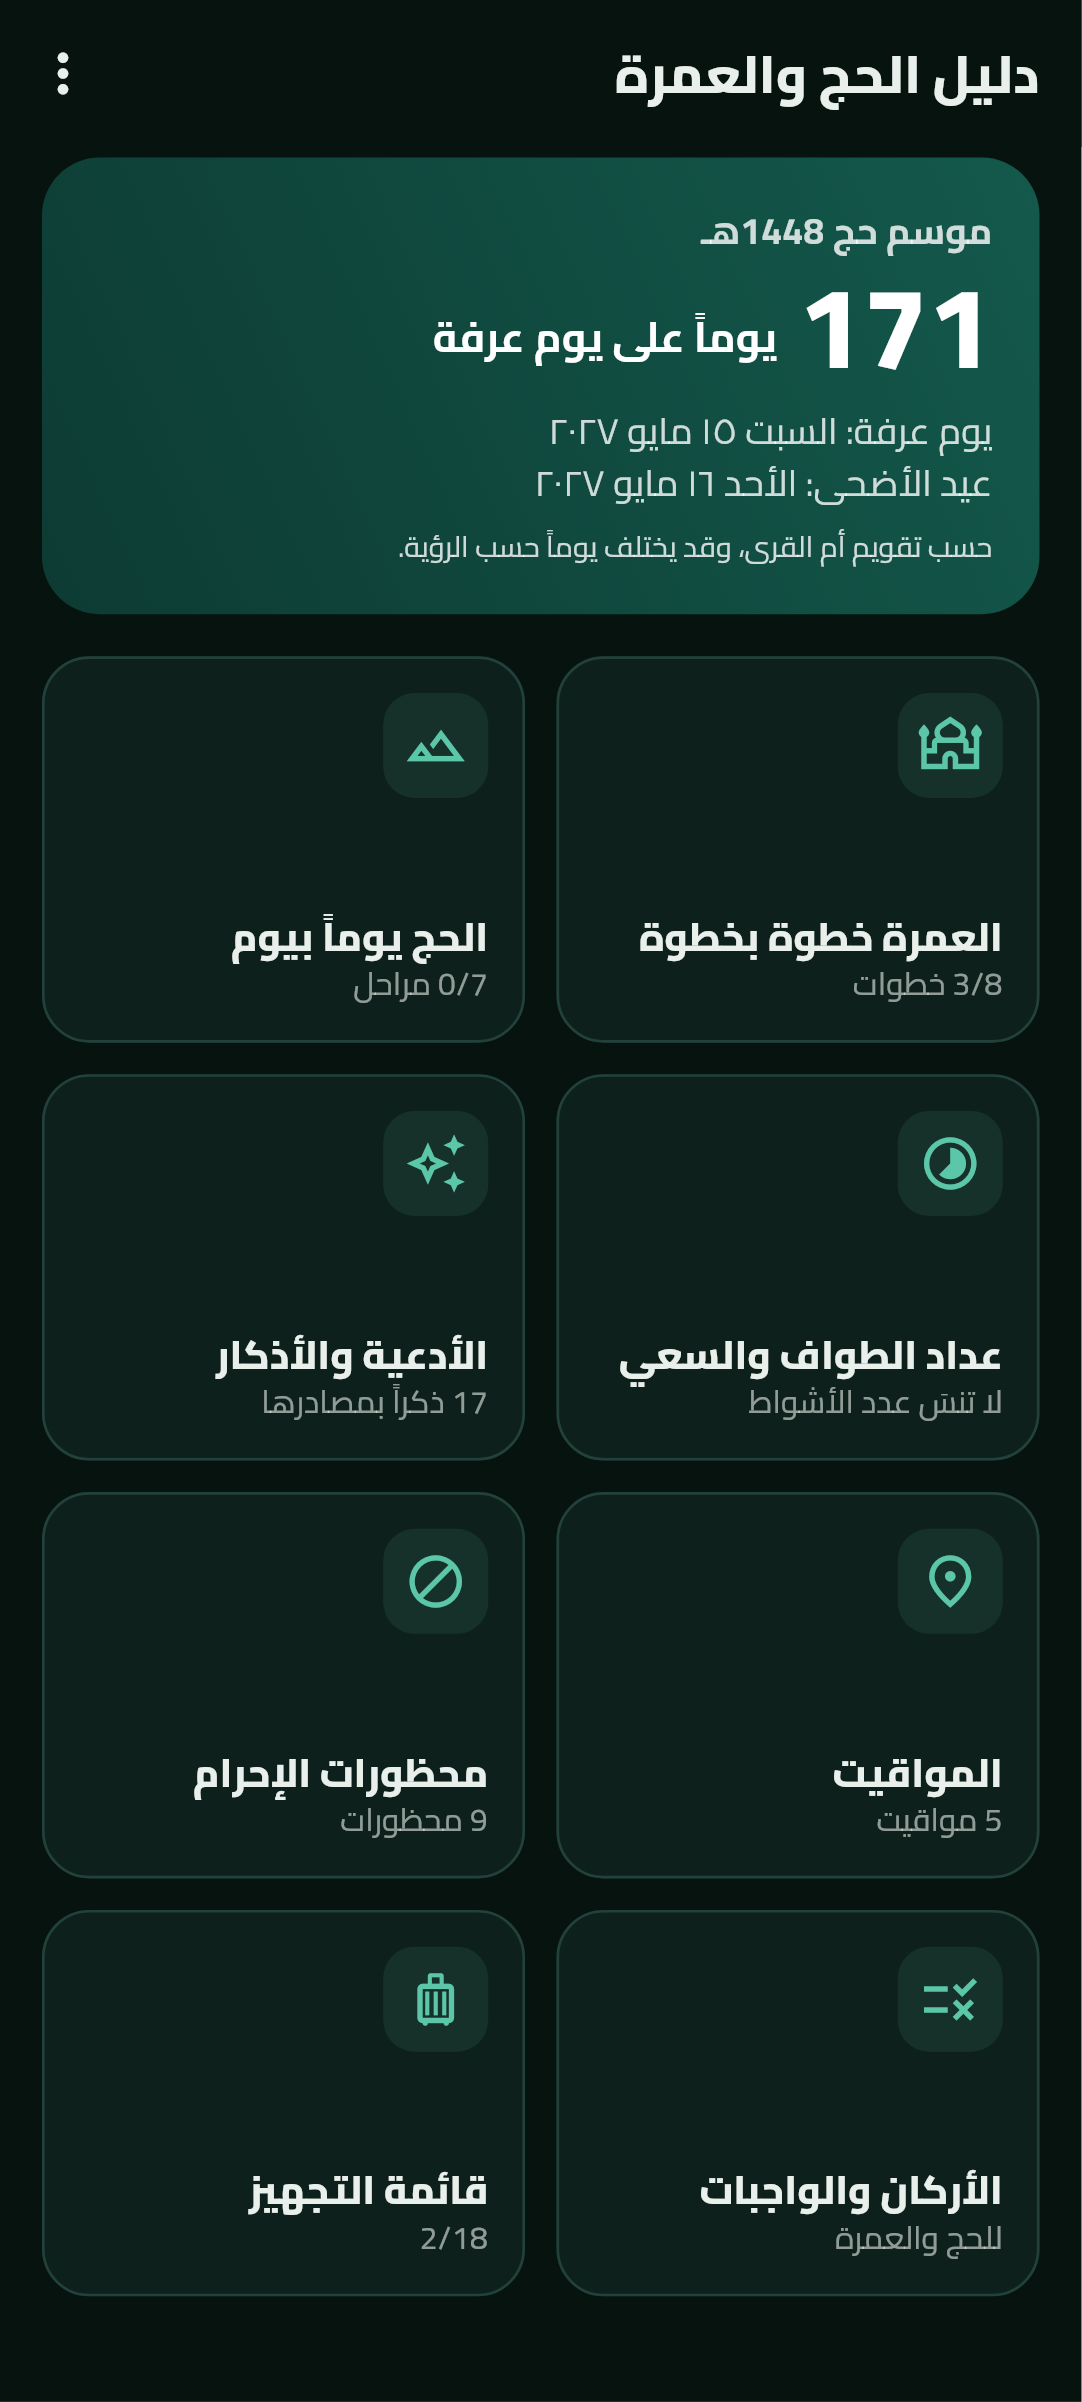 دليل الحج والعمرة
موسم حج 1448هـ
171 يوماً على يوم عرفة
يوم عرفة: السبت ١٥ مايو ٢٠٢٧
عيد الأضحى: الأحد ١٦ مايو ٢٠٢٧
حسب تقويم أم القرى، وقد يختلف يوماً حسب الرؤية.
العمرة خطوة بخطوة
3/8 خطوات
الحج يوماً بيوم
0/7 مراحل
عداد الطواف والسعي
لا تنسَ عدد الأشواط
الأدعية والأذكار
17 ذكراً بمصادرها
المواقيت
5 مواقيت
محظورات الإحرام
9 محظورات
الأركان والواجبات
للحج والعمرة
قائمة التجهيز
2/18